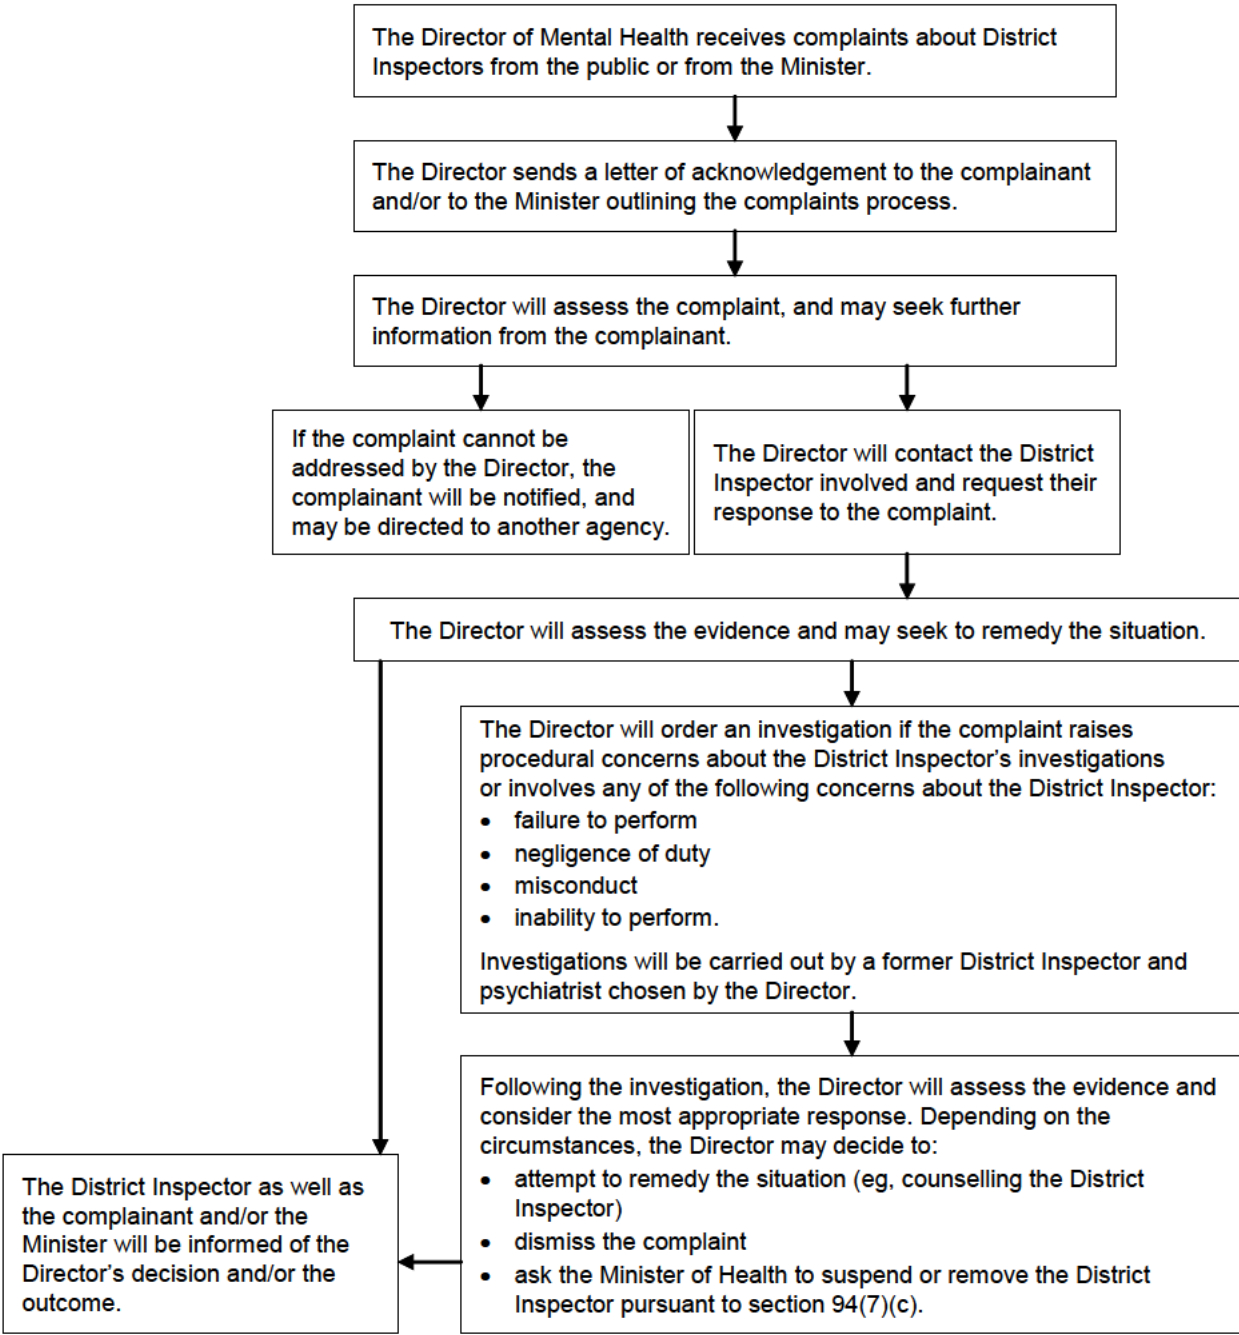 The Director of Mental Health receives complaints about District
Inspectors from the public or from the Minister.
The Director sends a letter of acknowledgement to the complainant
and/or to the Minister outlining the complaints process.
The Director will assess the complaint, and may seek further
information from the complainant.
If the complaint cannot be
addressed by the Director, the
complainant will be notified, and
may be directed to another agency.
The Director will contact the District
Inspector involved and request their
response to the complaint.
The Director will assess the evidence and may seek to remedy the situation.
The Director will order an investigation if the complaint raises
procedural concerns about the District Inspector's investigations
or involves any of the following concerns about the District Inspector:
• failure to perform
• negligence of duty
• misconduct
• inability to perform.
Investigations will be carried out by a former District Inspector and
psychiatrist chosen by the Director.
Following the investigation, the Director will assess the evidence and
consider the most appropriate response. Depending on the
circumstances, the Director may decide to:
• attempt to remedy the situation (eg, counselling the District
Inspector)
• dismiss the complaint
• ask the Minister of Health to suspend or remove the District
Inspector pursuant to section 94(7)(c).
The District Inspector as well as
the complainant and/or the
Minister will be informed of the
Director's decision and/or the
outcome.